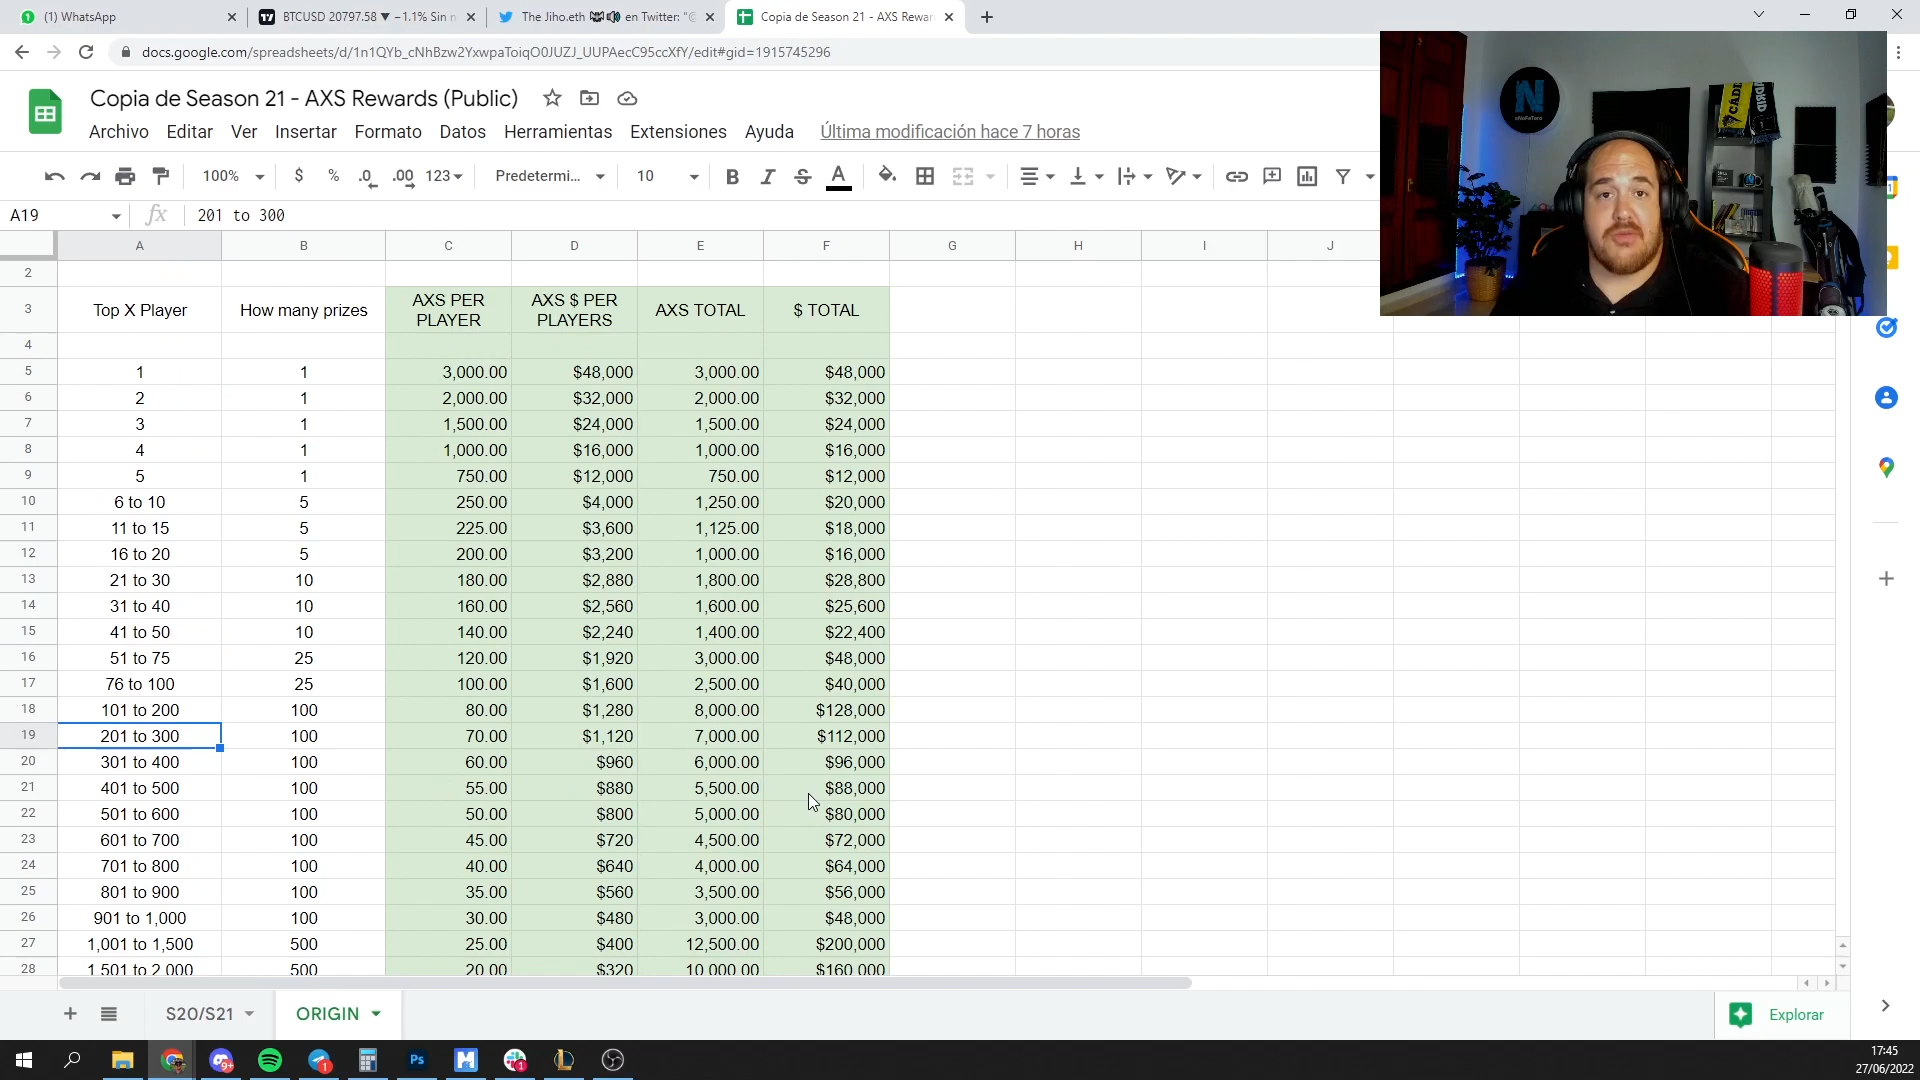 (1) WhatsApp
BTCUSD 20797.58 ▼ −1.1% Sin n
The Jiho.eth en Twitter: "@
Copia de Season 21 - AXS Rewar
docs.google.com/spreadsheets/d/1n1QYb_cNhBzw2YxwpaToiqO0JUZJ_UUPAecC95ccXfY/edit#gid=1915745296
Copia de Season 21 - AXS Rewards (Public)
Archivo Editar Ver Insertar Formato Datos Herramientas Extensiones Ayuda Última modificación hace 7 horas
100% $ % .0 .00 123 Predetermi... 10 B I S A
A19 fx 201 to 300
A B C D E F G H I J
2
3 Top X Player How many prizes AXS PER PLAYER AXS $ PER PLAYERS AXS TOTAL $ TOTAL
4
5 1 1 3,000.00 $48,000 3,000.00 $48,000
6 2 1 2,000.00 $32,000 2,000.00 $32,000
7 3 1 1,500.00 $24,000 1,500.00 $24,000
8 4 1 1,000.00 $16,000 1,000.00 $16,000
9 5 1 750.00 $12,000 750.00 $12,000
10 6 to 10 5 250.00 $4,000 1,250.00 $20,000
11 11 to 15 5 225.00 $3,600 1,125.00 $18,000
12 16 to 20 5 200.00 $3,200 1,000.00 $16,000
13 21 to 30 10 180.00 $2,880 1,800.00 $28,800
14 31 to 40 10 160.00 $2,560 1,600.00 $25,600
15 41 to 50 10 140.00 $2,240 1,400.00 $22,400
16 51 to 75 25 120.00 $1,920 3,000.00 $48,000
17 76 to 100 25 100.00 $1,600 2,500.00 $40,000
18 101 to 200 100 80.00 $1,280 8,000.00 $128,000
19 201 to 300 100 70.00 $1,120 7,000.00 $112,000
20 301 to 400 100 60.00 $960 6,000.00 $96,000
21 401 to 500 100 55.00 $880 5,500.00 $88,000
22 501 to 600 100 50.00 $800 5,000.00 $80,000
23 601 to 700 100 45.00 $720 4,500.00 $72,000
24 701 to 800 100 40.00 $640 4,000.00 $64,000
25 801 to 900 100 35.00 $560 3,500.00 $56,000
26 901 to 1,000 100 30.00 $480 3,000.00 $48,000
27 1,001 to 1,500 500 25.00 $400 12,500.00 $200,000
28 1,501 to 2,000 500 20.00 $320 10,000.00 $160,000
S20/S21 ORIGIN Explorar
Ps
17:45
27/06/2022